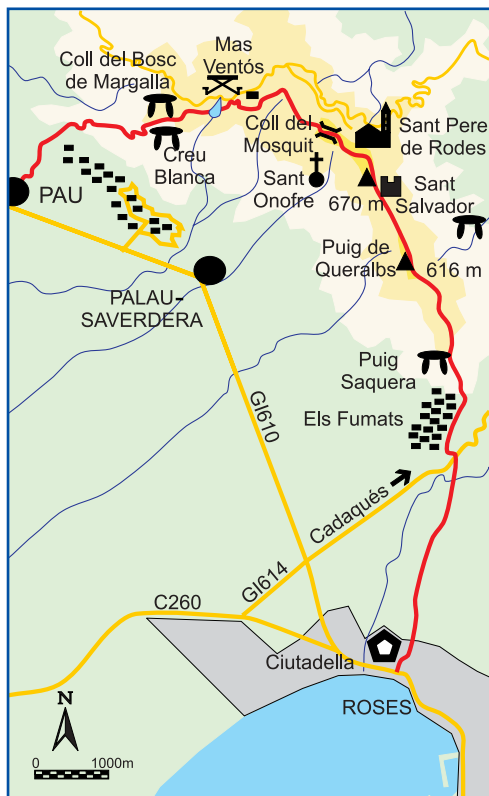 Mas
Ventós
Coll del Bosc
de Margalla
Coll del
Mosquit
Sant Pere
de Rodes
Creu
Blanca
Sant
Onofre
670 m
Sant
Salvador
PAU
Puig de
Queralbs
616 m
PALAU-
SAVERDERA
Puig
Saquera
Els Fumats
GI610
Cadaqués
GI614
C260
Ciutadella
ROSES
N
0 1000m